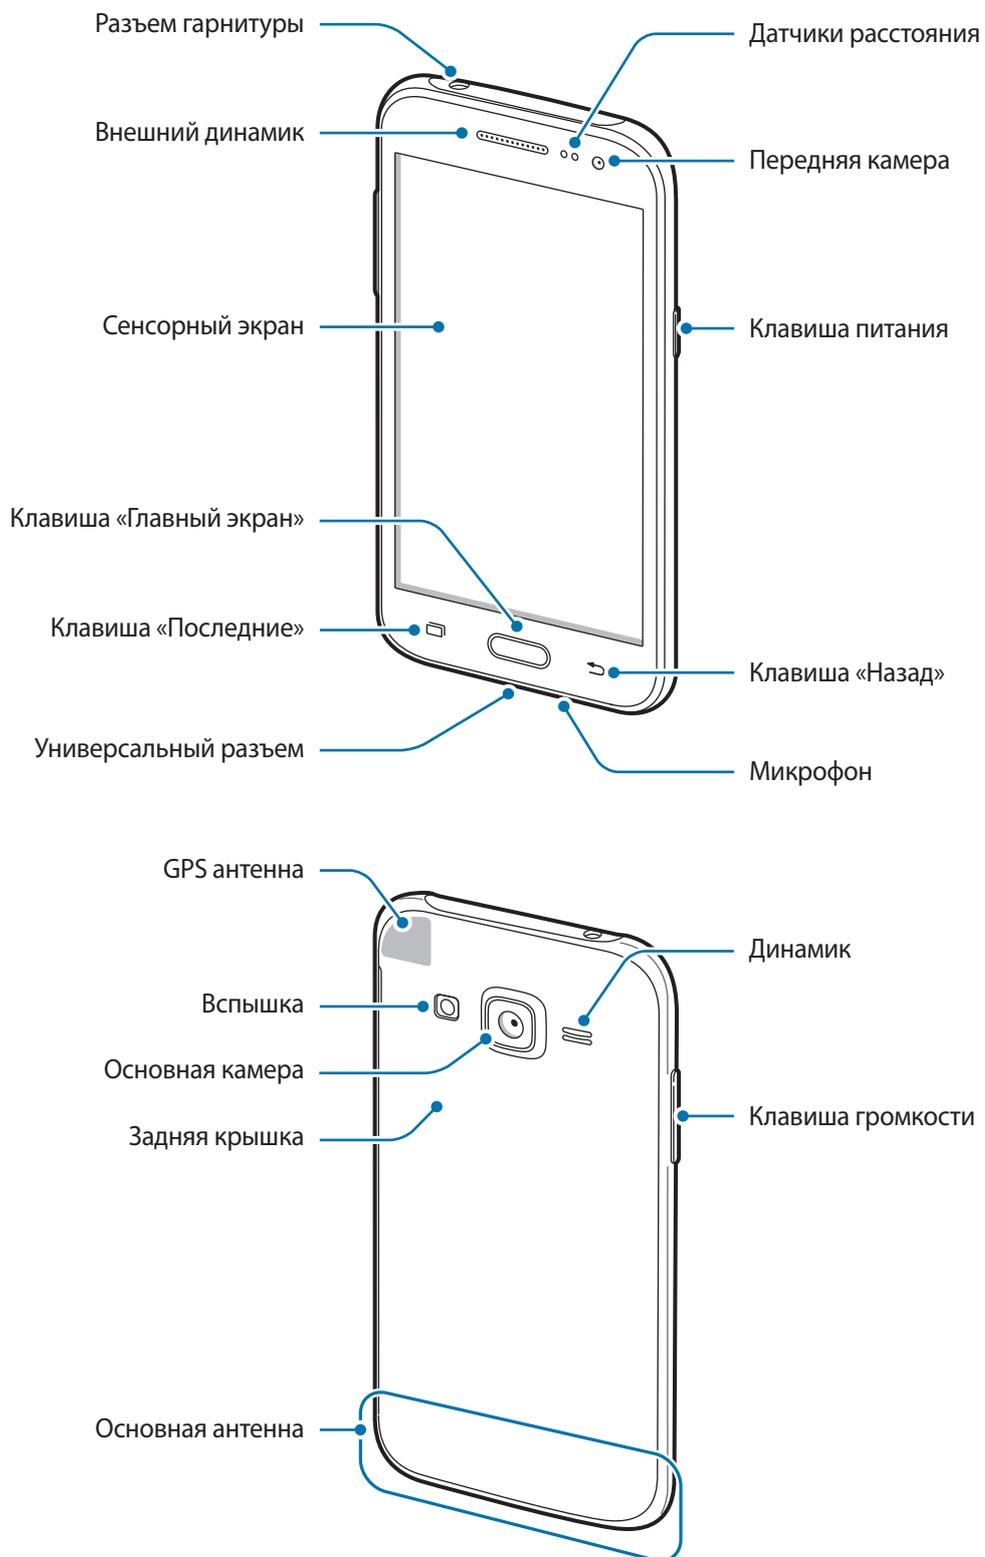 Разъем гарнитуры
Датчики расстояния
Внешний динамик
Передняя камера
Сенсорный экран
Клавиша питания
Клавиша «Главный экран»
Клавиша «Последние»
Клавиша «Назад»
Универсальный разъем
Микрофон
GPS антенна
Динамик
Вспышка
Основная камера
Клавиша громкости
Задняя крышка
Основная антенна